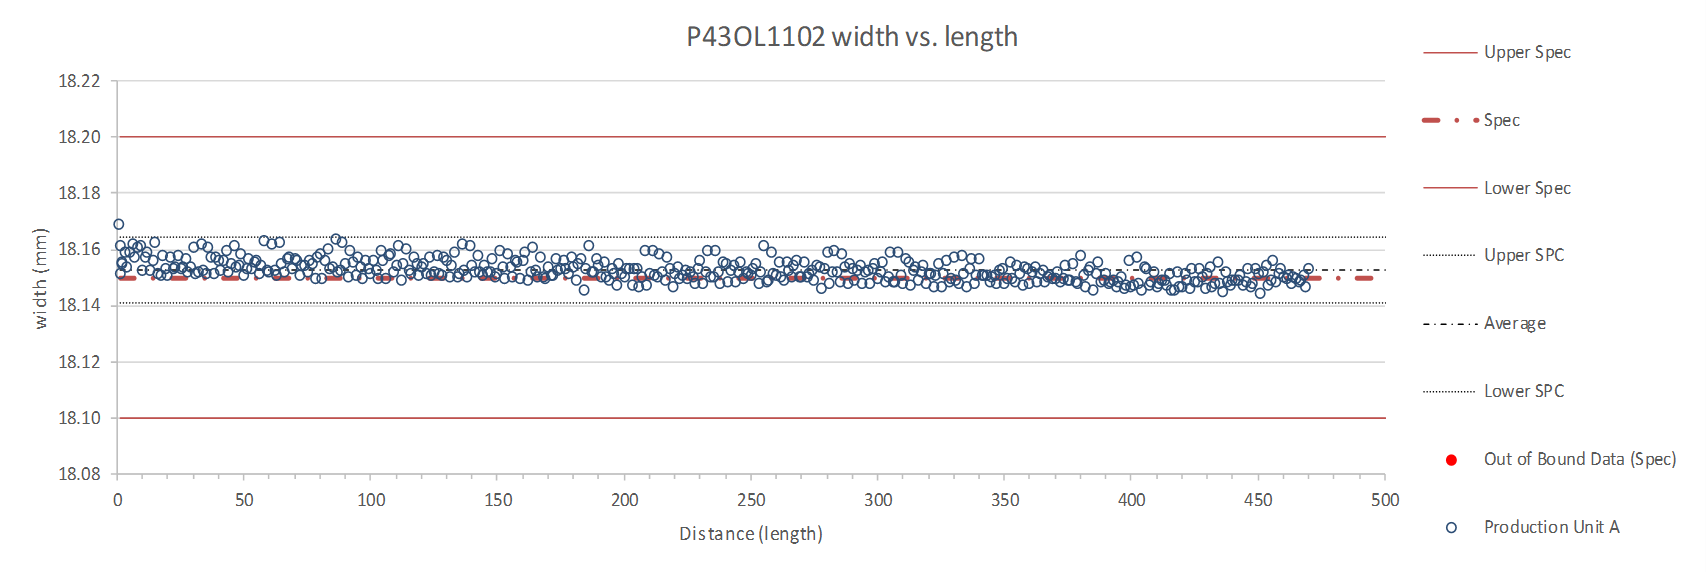 P43OL1102 width vs. length
Upper Spec
Spec
Lower Spec
Upper SPC
Average
Lower SPC
Out of Bound Data (Spec)
Production Unit A
width (mm)
18.22
18.20
18.18
18.16
18.14
18.12
18.10
18.08
0 50 100 150 200 250 300 350 400 450 500
Distance (length)